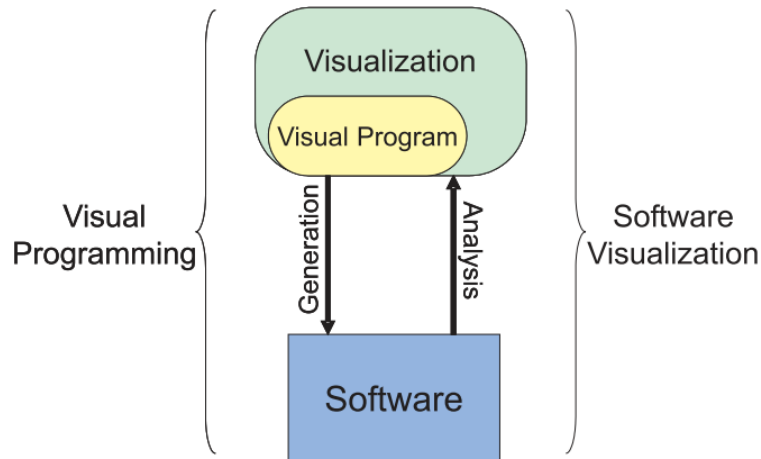 Visualization
Visual Program
Visual
Programming
Generation
Analysis
Software
Visualization
Software